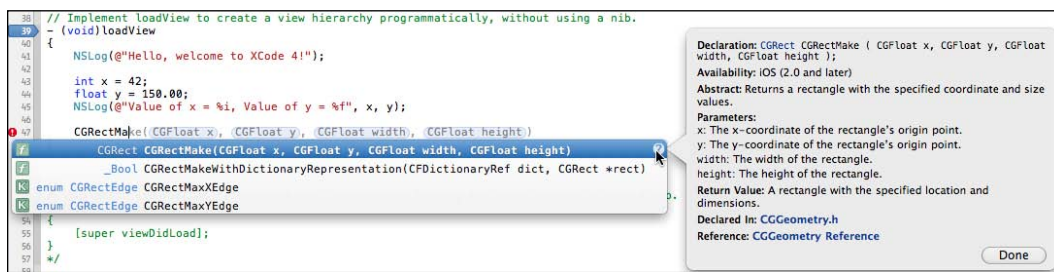 38 // Implement loadView to create a view hierarchy programmatically, without using a nib.
39 - (void)loadView
40 {
41 NSLog(@"Hello, welcome to XCode 4!");
42
43 int x = 42;
44 float y = 150.00;
45 NSLog(@"Value of x = %i, Value of y = %f", x, y);
46
47 CGRectMake(CGFloat x, CGFloat y, CGFloat width, CGFloat height)
f CGRect CGRectMake(CGFloat x, CGFloat y, CGFloat width, CGFloat height) ?
f _Bool CGRectMakeWithDictionaryRepresentation(CFDictionaryRef dict, CGRect *rect)
K enum CGRectEdge CGRectMaxXEdge
K enum CGRectEdge CGRectMaxYEdge
54 {
55 [super viewDidLoad];
56 }
57 */
59
Declaration: CGRect CGRectMake ( CGFloat x, CGFloat y, CGFloat
width, CGFloat height );
Availability: iOS (2.0 and later)
Abstract: Returns a rectangle with the specified coordinate and size
values.
Parameters:
x: The x-coordinate of the rectangle's origin point.
y: The y-coordinate of the rectangle's origin point.
width: The width of the rectangle.
height: The height of the rectangle.
Return Value: A rectangle with the specified location and
dimensions.
Declared In: CGGeometry.h
Reference: CGGeometry Reference
Done